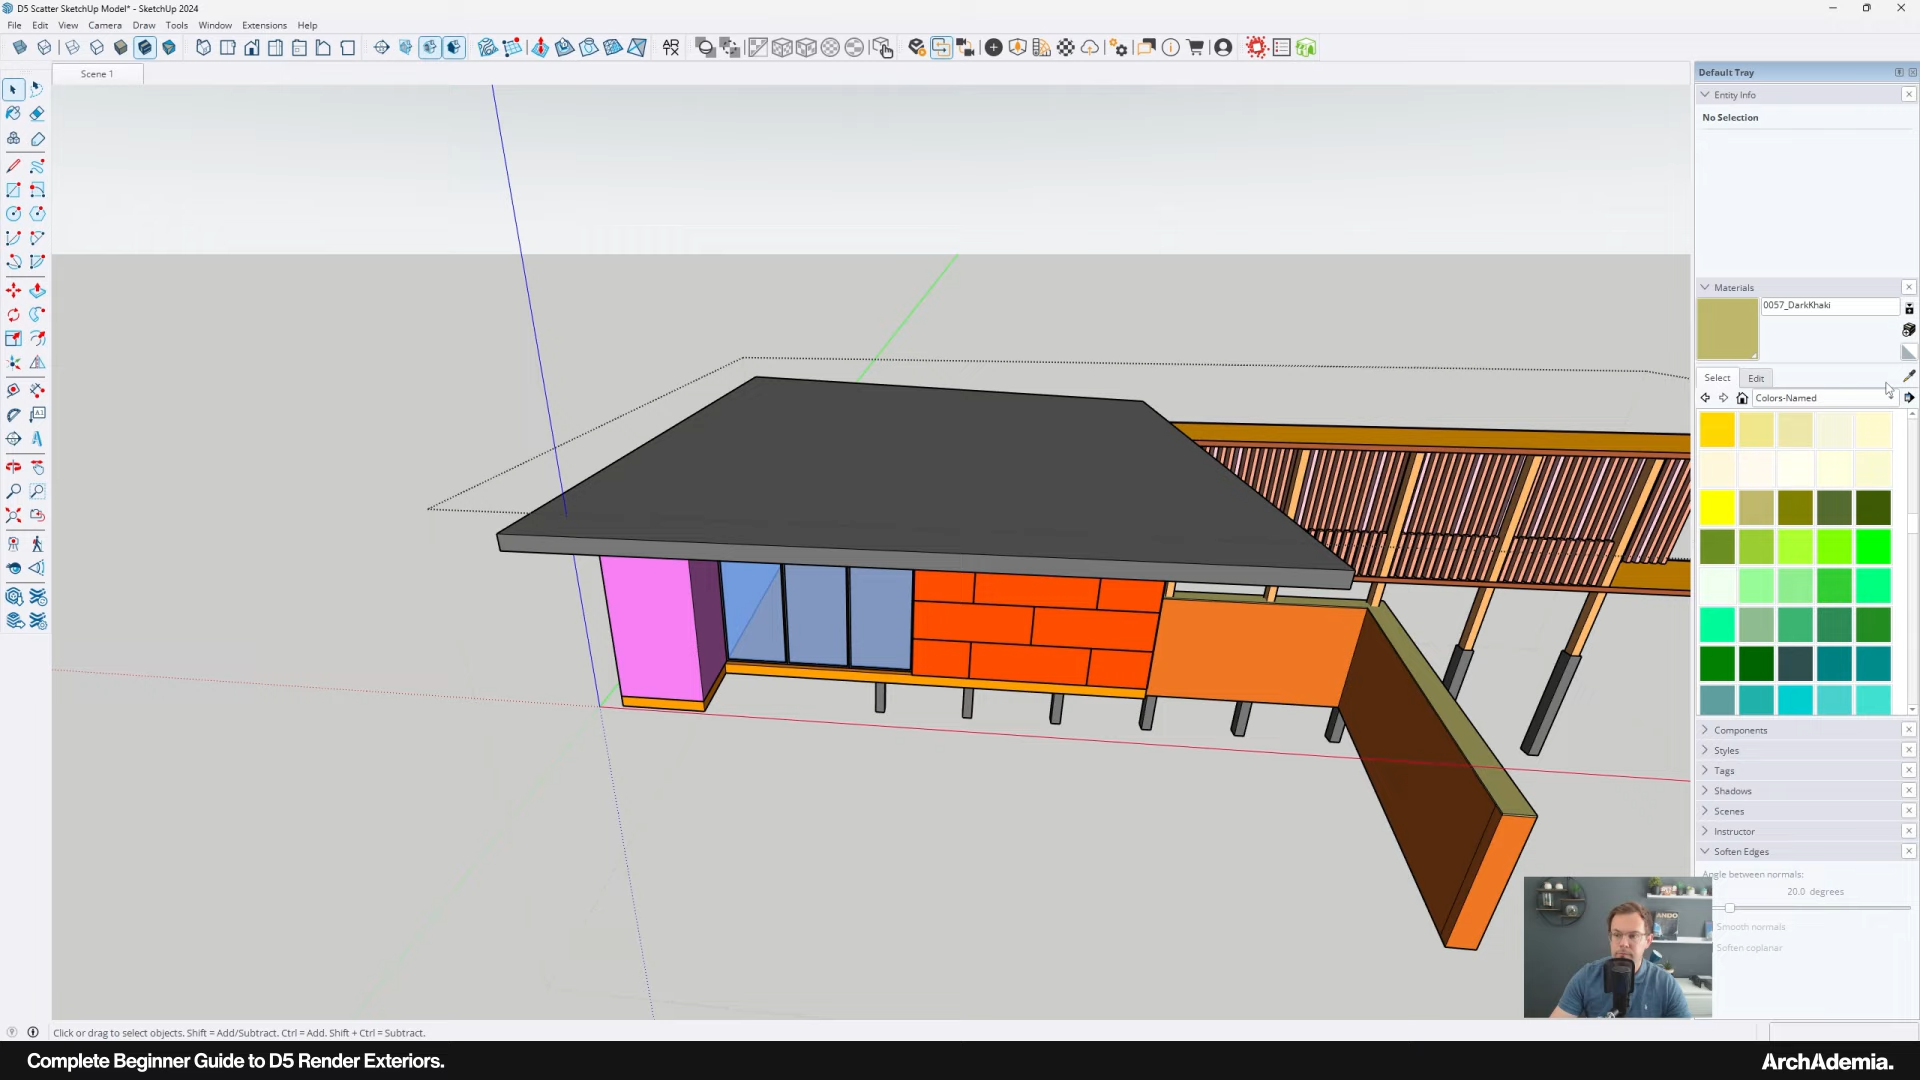 D5 Scatter SketchUp Model* - SketchUp 2024
File Edit View Camera Draw Tools Window Extensions Help
Scene 1
Default Tray
Entity Info
No Selection
Materials
0057_DarkKhaki
Select Edit
Colors-Named
Components
Styles
Tags
Shadows
Scenes
Instructor
Soften Edges
Angle between normals:
20.0 degrees
Smooth normals
Soften coplanar
Click or drag to select objects. Shift = Add/Subtract. Ctrl = Add. Shift + Ctrl = Subtract.
Complete Beginner Guide to D5 Render Exteriors.
ArchAdemia.